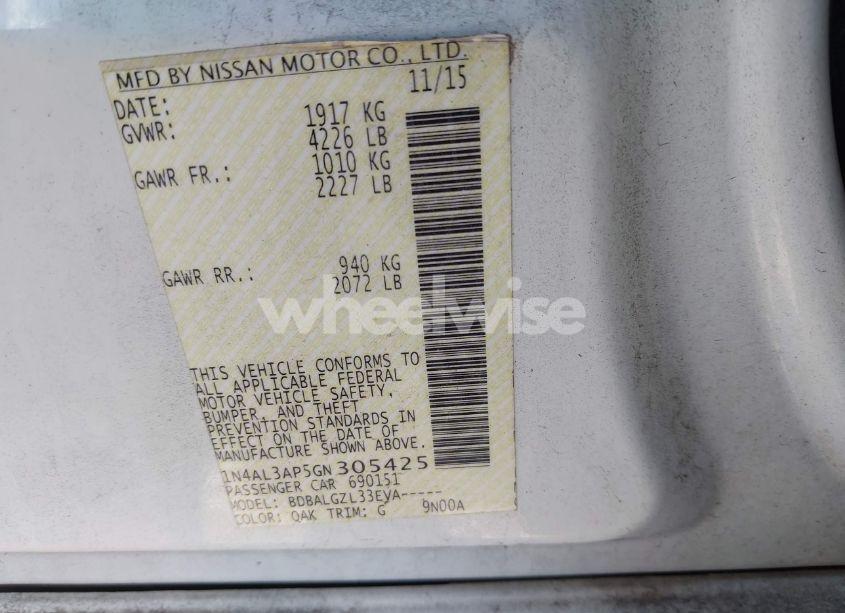 MFD BY NISSAN MOTOR CO., LTD.
DATE: 11/15
GVWR: 1917 KG
4226 LB
GAWR FR.: 1010 KG
2227 LB
GAWR RR.: 940 KG
2072 LB
wheelwise
THIS VEHICLE CONFORMS TO
ALL APPLICABLE FEDERAL
MOTOR VEHICLE SAFETY,
BUMPER, AND THEFT
PREVENTION STANDARDS IN
EFFECT ON THE DATE OF
MANUFACTURE SHOWN ABOVE.
1N4AL3AP5GN305425
PASSENGER CAR 690151
MODEL: BDBALGZL33EVA-----
COLOR: QAK TRIM: G 9N00A